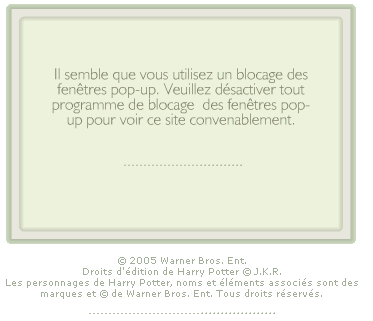 Il semble que vous utilisez un blocage des
fenêtres pop-up. Veuillez désactiver tout
programme de blocage  des fenêtres pop-
up pour voir ce site convenablement.
© 2005 Warner Bros. Ent.
Droits d'édition de Harry Potter © J.K.R.
Les personnages de Harry Potter, noms et éléments associés sont des
marques et © de Warner Bros. Ent. Tous droits réservés.